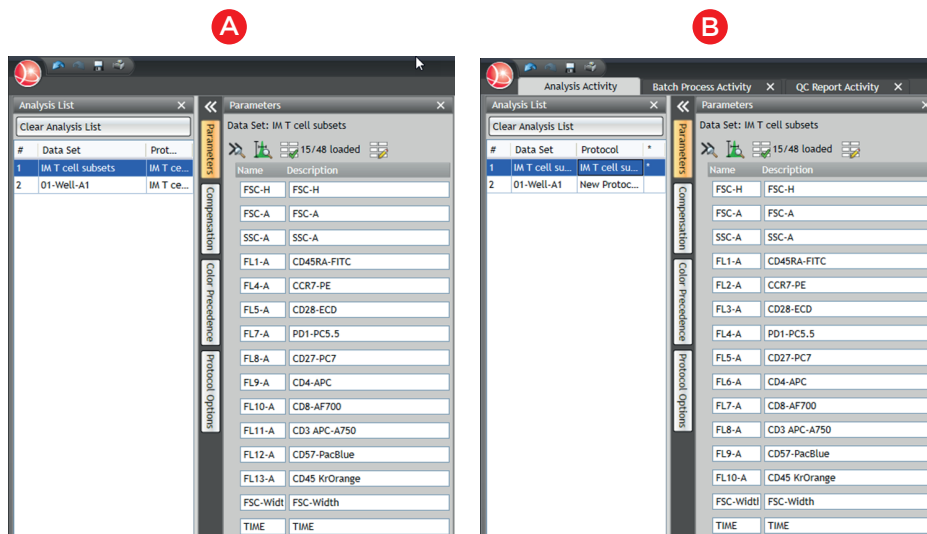 A
Analysis List
Clear Analysis List
# Data Set Prot...
1 IM T cell subsets IM T ce...
2 01-Well-A1 IM T ce...
Parameters
Compensation
Color Precedence
Protocol Options
Parameters
Data Set: IM T cell subsets
15/48 loaded
Name Description
FSC-H FSC-H
FSC-A FSC-A
SSC-A SSC-A
FL1-A CD45RA-FITC
FL4-A CCR7-PE
FL5-A CD28-ECD
FL7-A PD1-PC5.5
FL8-A CD27-PC7
FL9-A CD4-APC
FL10-A CD8-AF700
FL11-A CD3 APC-A750
FL12-A CD57-PacBlue
FL13-A CD45 KrOrange
FSC-Widt FSC-Width
TIME TIME
B
Analysis Activity Batch Process Activity QC Report Activity
Analysis List
Clear Analysis List
# Data Set Protocol *
1 IM T cell su... IM T cell su... *
2 01-Well-A1 New Protoc...
Parameters
Compensation
Color Precedence
Protocol Options
Parameters
Data Set: IM T cell subsets
15/48 loaded
Name Description
FSC-H FSC-H
FSC-A FSC-A
SSC-A SSC-A
FL1-A CD45RA-FITC
FL2-A CCR7-PE
FL3-A CD28-ECD
FL4-A PD1-PC5.5
FL5-A CD27-PC7
FL6-A CD4-APC
FL7-A CD8-AF700
FL8-A CD3 APC-A750
FL9-A CD57-PacBlue
FL10-A CD45 KrOrange
FSC-Widtl FSC-Width
TIME TIME